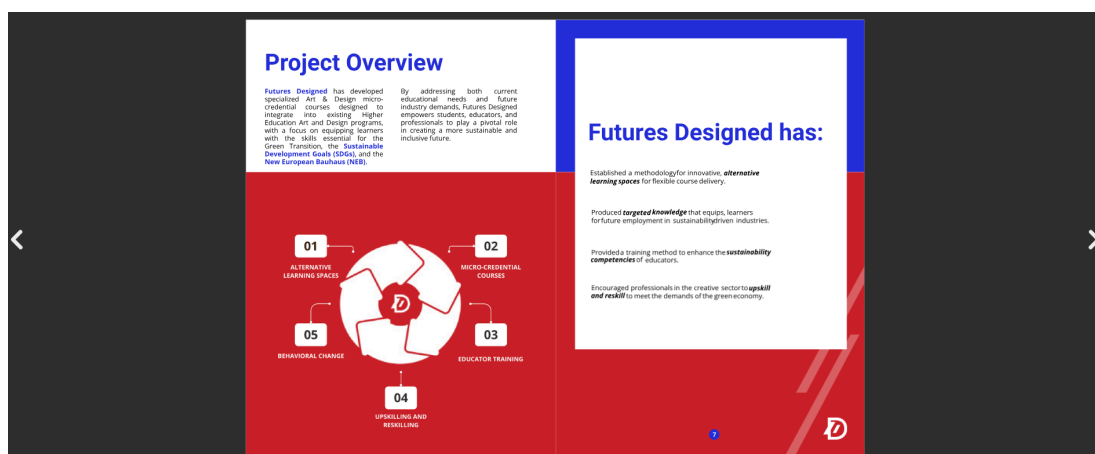 Project Overview
Futures Designed has developed
specialized Art & Design micro-
credential courses designed to
integrate into existing Higher
Education Art and Design programs,
with a focus on equipping learners
with the skills essential for the
Green Transition, the Sustainable
Development Goals (SDGs), and the
New European Bauhaus (NEB).
By addressing both current
educational needs and future
industry demands, Futures Designed
empowers students, educators, and
professionals to play a pivotal role
in creating a more sustainable and
inclusive future.
01
ALTERNATIVE
LEARNING SPACES
02
MICRO-CREDENTIAL
COURSES
03
EDUCATOR TRAINING
04
UPSKILLING AND
RESKILLING
05
BEHAVIORAL CHANGE
Futures Designed has:
Established a methodologyfor innovative, alternative
learning spaces for flexible course delivery.
Produced targeted knowledge that equips, learners
forfuture employment in sustainabilitydriven industries.
Provideda training method to enhance the sustainability
competencies of educators.
Encouraged professionals in the creative sectorto upskill
and reskill to meet the demands of the green economy.
7